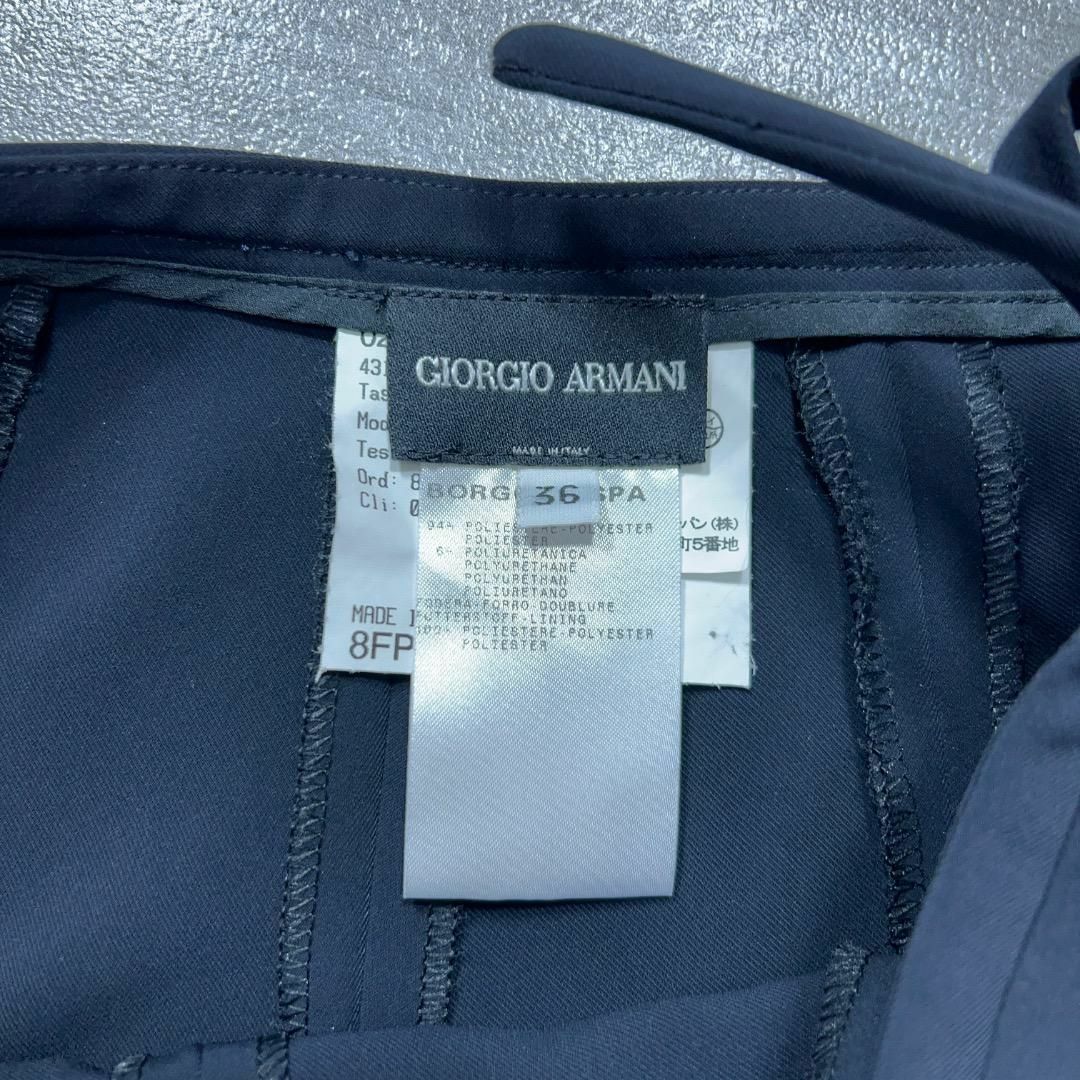 GIORGIO ARMANI
MADE IN ITALY
36
BORG SPA
94% POLIESTERE-POLYESTER
POLIESTER
6% POLIURETANICA
POLYURETHANE
POLYURETHAN
POLIURETANO
FODERA-FORRO-DOUBLURE
FUTTERSTOFF-LINING
100% POLIESTERE-POLYESTER
POLIESTER
43
Tas
Mod
Tes
Ord: 8
Cli: 0
MADE I
8FP
パン(株)
町5番地